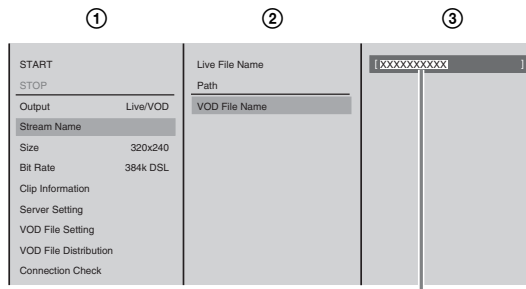 1 2 3
START
STOP
Output Live/VOD
Stream Name
Size 320x240
Bit Rate 384k DSL
Clip Information
Server Setting
VOD File Setting
VOD File Distribution
Connection Check
Live File Name
Path
VOD File Name
[XXXXXXXXXX ]